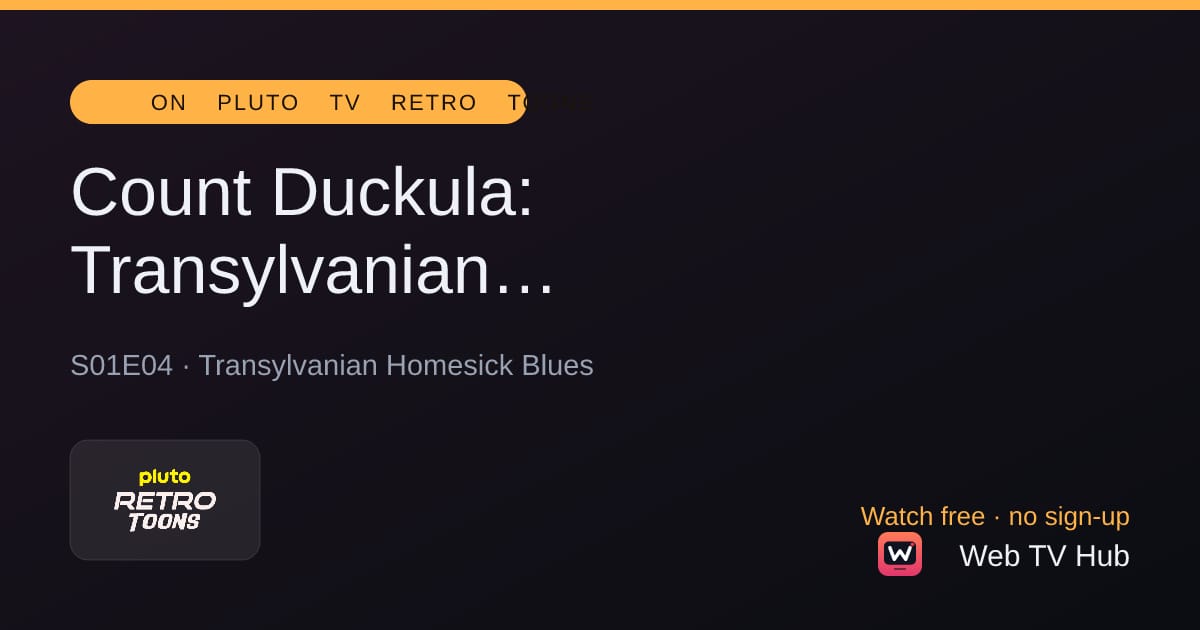 ON PLUTO TV RETRO TOONS
Count Duckula:
Transylvanian…
S01E04 · Transylvanian Homesick Blues
pluto
RETRO
TOONS
Watch free · no sign-up
W
Web TV Hub